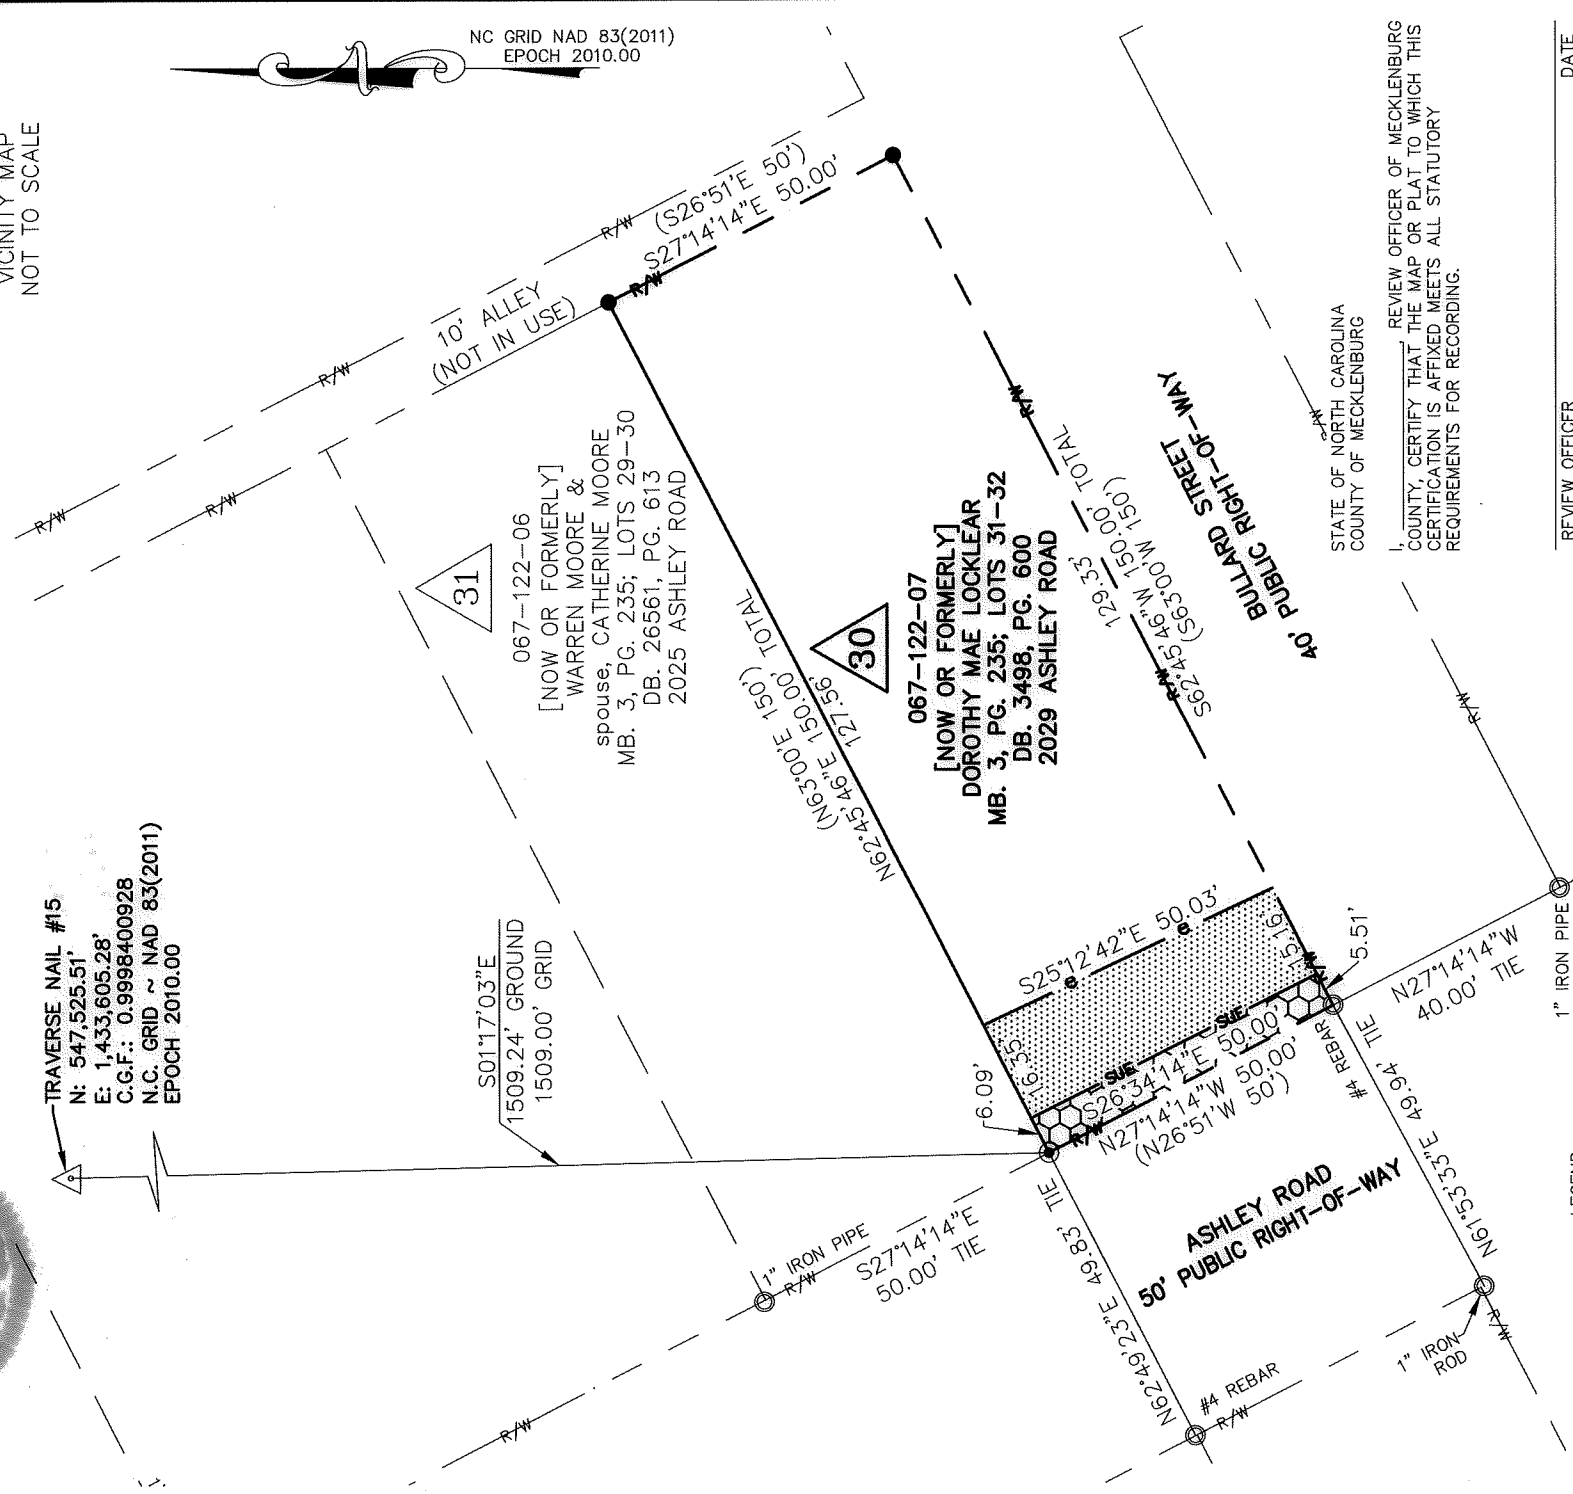 VICINITY MAP
NOT TO SCALE
NC GRID NAD 83(2011)
EPOCH 2010.00
R/W
R/W
R/W
R/W
10' ALLEY
(NOT IN USE)
(S26°51'E 50')
S27°14'14"E 50.00'
R/W
31
067-122-06
[NOW OR FORMERLY]
WARREN MOORE &
spouse, CATHERINE MOORE
MB. 3, PG. 235; LOTS 29-30
DB. 26561, PG. 613
2025 ASHLEY ROAD
(N63°00'E 150')
N62°45'46"E 150.00' TOTAL
127.56'
30
067-122-07
[NOW OR FORMERLY]
DOROTHY MAE LOCKLEAR
MB. 3, PG. 235; LOTS 31-32
DB. 3498, PG. 600
2029 ASHLEY ROAD
R/W
129.33'
S62°45'46"W 150.00' TOTAL
(S63°00'W 150')
R/W
BULLARD STREET
40' PUBLIC RIGHT-OF-WAY
R/W
R/W
STATE OF NORTH CAROLINA
COUNTY OF MECKLENBURG
I, , REVIEW OFFICER OF MECKLENBURG
COUNTY, CERTIFY THAT THE MAP OR PLAT TO WHICH THIS
CERTIFICATION IS AFFIXED MEETS ALL STATUTORY
REQUIREMENTS FOR RECORDING.
REVIEW OFFICER
DATE
TRAVERSE NAIL #15
N: 547,525.51'
E: 1,433,605.28'
C.G.F.: 0.9998400928
N.C. GRID ~ NAD 83(2011)
EPOCH 2010.00
S01°17'03"E
1509.24' GROUND
1509.00' GRID
S25°12'42"E 50.03'
e
e
16.35'
15.16'
6.09'
5.51'
SUE
SUE
S26°34'14"E 50.00'
R/W
R/W
N27°14'14"W 50.00'
(N26°51'W 50')
#4 REBAR
N27°14'14"W
40.00' TIE
1" IRON PIPE
1" IRON PIPE
R/W
S27°14'14"E
50.00' TIE
N62°49'23"E 49.83' TIE
ASHLEY ROAD
50' PUBLIC RIGHT-OF-WAY
N61°53'33"E 49.94' TIE
R/W
#4 REBAR
R/W
1" IRON
ROD
R/W
LEGEND